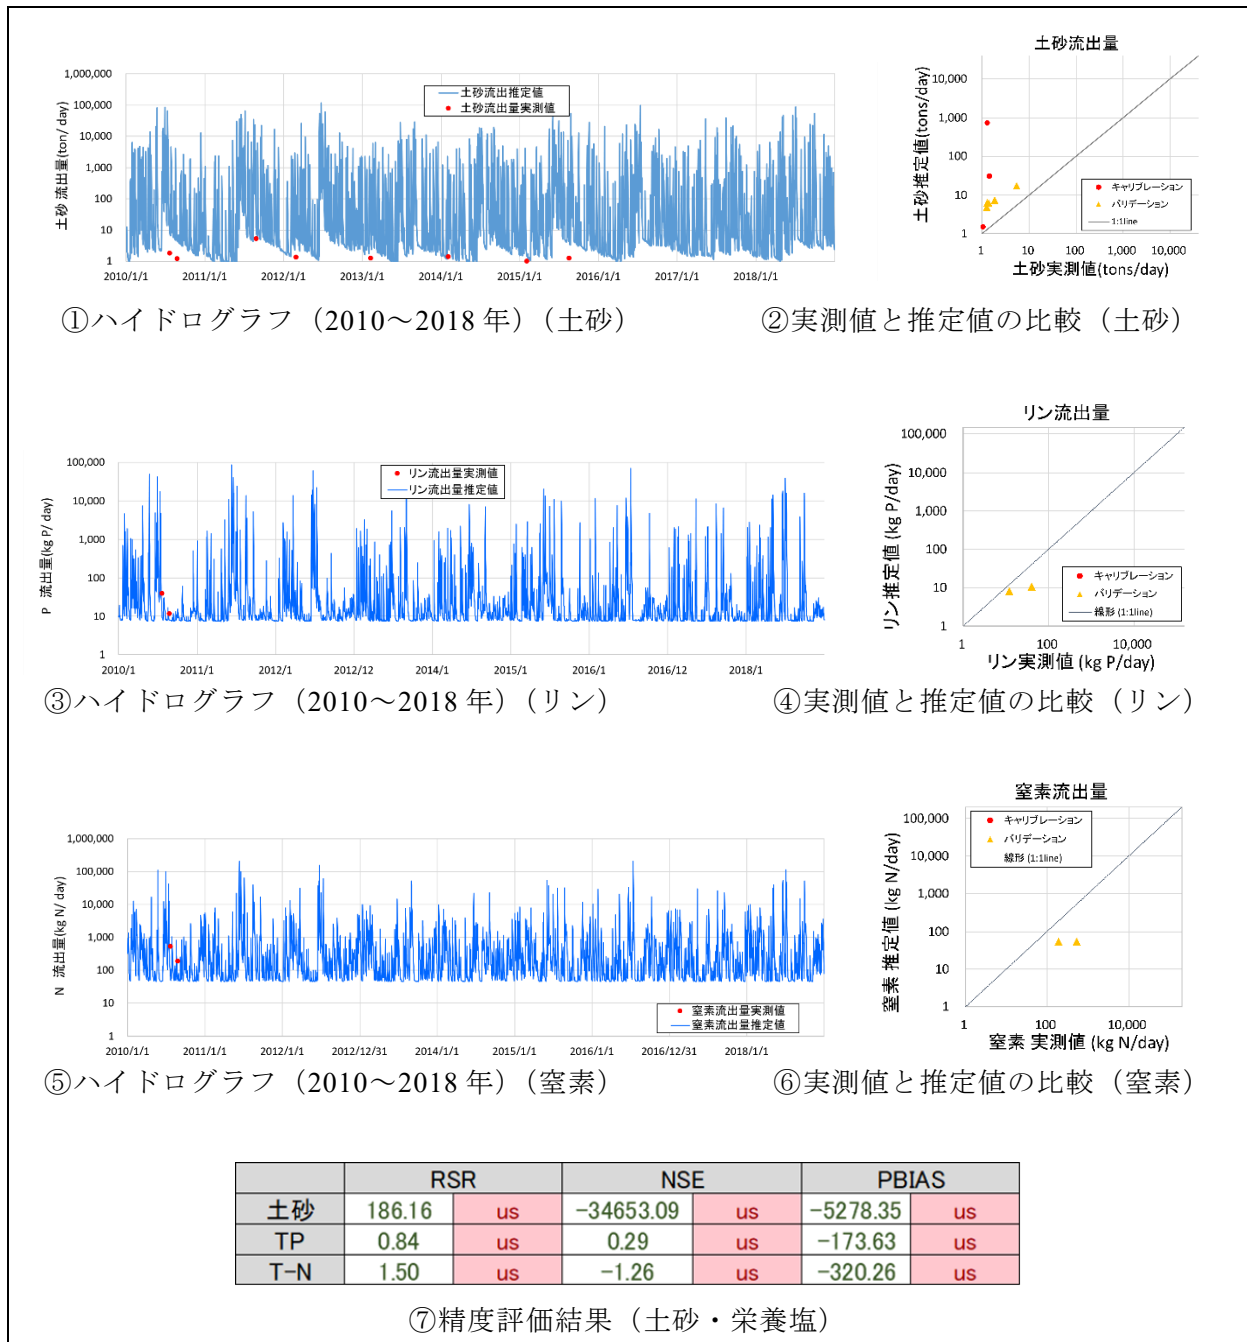 土砂流出量
1,000,000
100,000
10,000
1,000
100
10
1
土砂 流出量(ton/ day)
土砂流出推定値
土砂流出量実測値
2010/1/1 2011/1/1 2012/1/1 2013/1/1 2014/1/1 2015/1/1 2016/1/1 2017/1/1 2018/1/1
10,000
1,000
100
10
1
土砂推定値(tons/day)
キャリブレーション
バリデーション
1:1line
1 10 100 1,000 10,000
土砂実測値(tons/day)
①ハイドログラフ（2010～2018 年）（土砂）
②実測値と推定値の比較（土砂）
リン流出量
100,000
10,000
1,000
100
10
1
P 流出量(kg P/ day)
リン流出量実測値
リン流出量推定値
2010/1/1 2011/1 2012/1 2012/12 2014/1 2015/1 2016/1 2016/12 2018/1
100,000
10,000
1,000
100
10
1
リン推定値 (kg P/day)
キャリブレーション
バリデーション
線形 (1:1line)
1 100 10,000
リン実測値 (kg P/day)
③ハイドログラフ（2010～2018 年）（リン）
④実測値と推定値の比較（リン）
窒素流出量
1,000,000
100,000
10,000
1,000
100
10
1
N 流出量(kg N/ day)
窒素流出量実測値
窒素流出量推定値
2010/1/1 2011/1/1 2012/1/1 2012/12/31 2014/1/1 2015/1/1 2016/1/1 2016/12/31 2018/1/1
100,000
10,000
1,000
100
10
1
窒素 推定値 (kg N/day)
キャリブレーション
バリデーション
線形 (1:1line)
1 100 10,000
窒素 実測値 (kg N/day)
⑤ハイドログラフ（2010～2018 年）（窒素）
⑥実測値と推定値の比較（窒素）
RSR NSE PBIAS
土砂 186.16 us -34653.09 us -5278.35 us
TP 0.84 us 0.29 us -173.63 us
T-N 1.50 us -1.26 us -320.26 us
⑦精度評価結果（土砂・栄養塩）